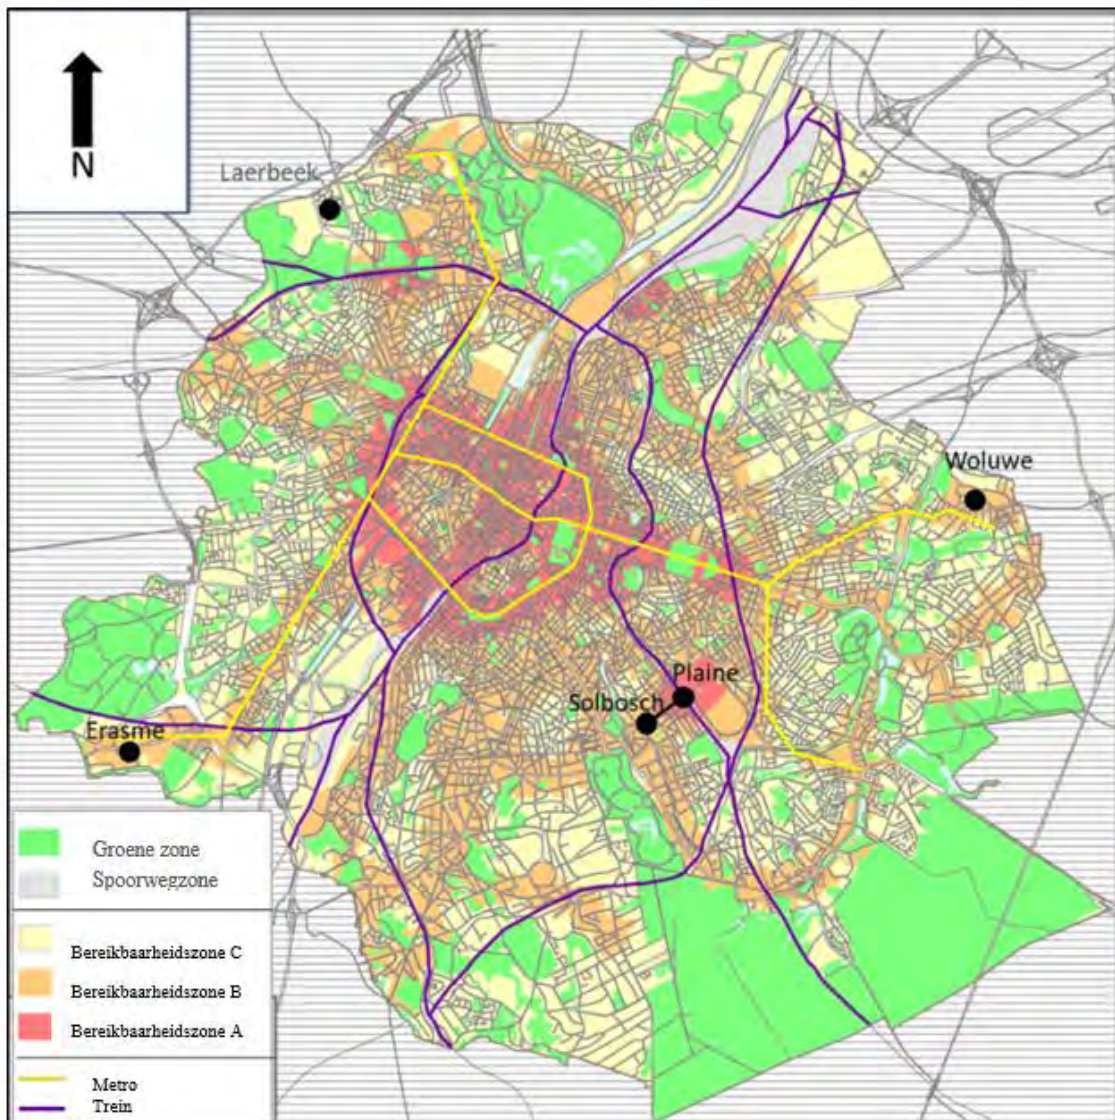 N
Laerbeek
Woluwe
Plaine
Solbosch
Erasme
Groene zone
Spoorwegzone
Bereikbaarheidszone C
Bereikbaarheidszone B
Bereikbaarheidszone A
Metro
Trein